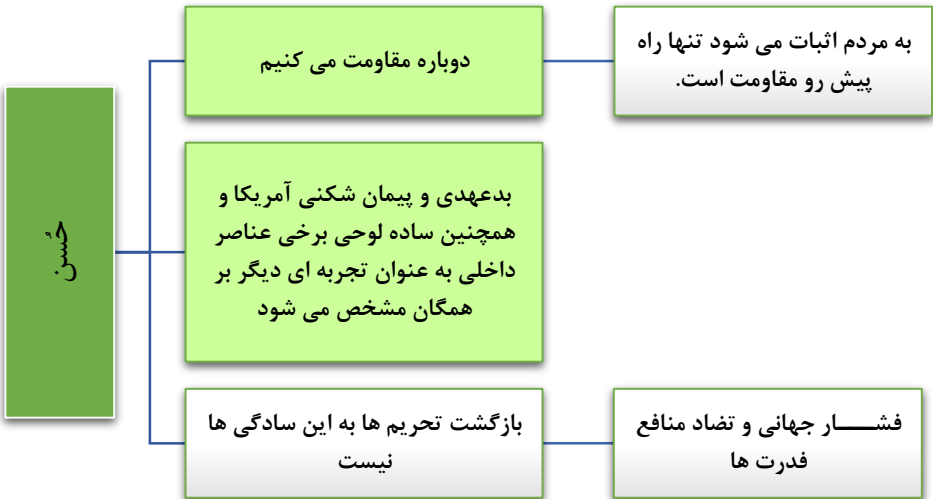 حُسن
دوباره مقاومت می کنیم
به مردم اثبات می شود تنها راه
پیش رو مقاومت است.
بدعهدی و پیمان شکنی آمریکا و
همچنین ساده لوحی برخی عناصر
داخلی به عنوان تجربه ای دیگر بر
همگان مشخص می شود
بازگشت تحریم ها به این سادگی ها
نیست
فشـــار جهانی و تضاد منافع
فدرت ها